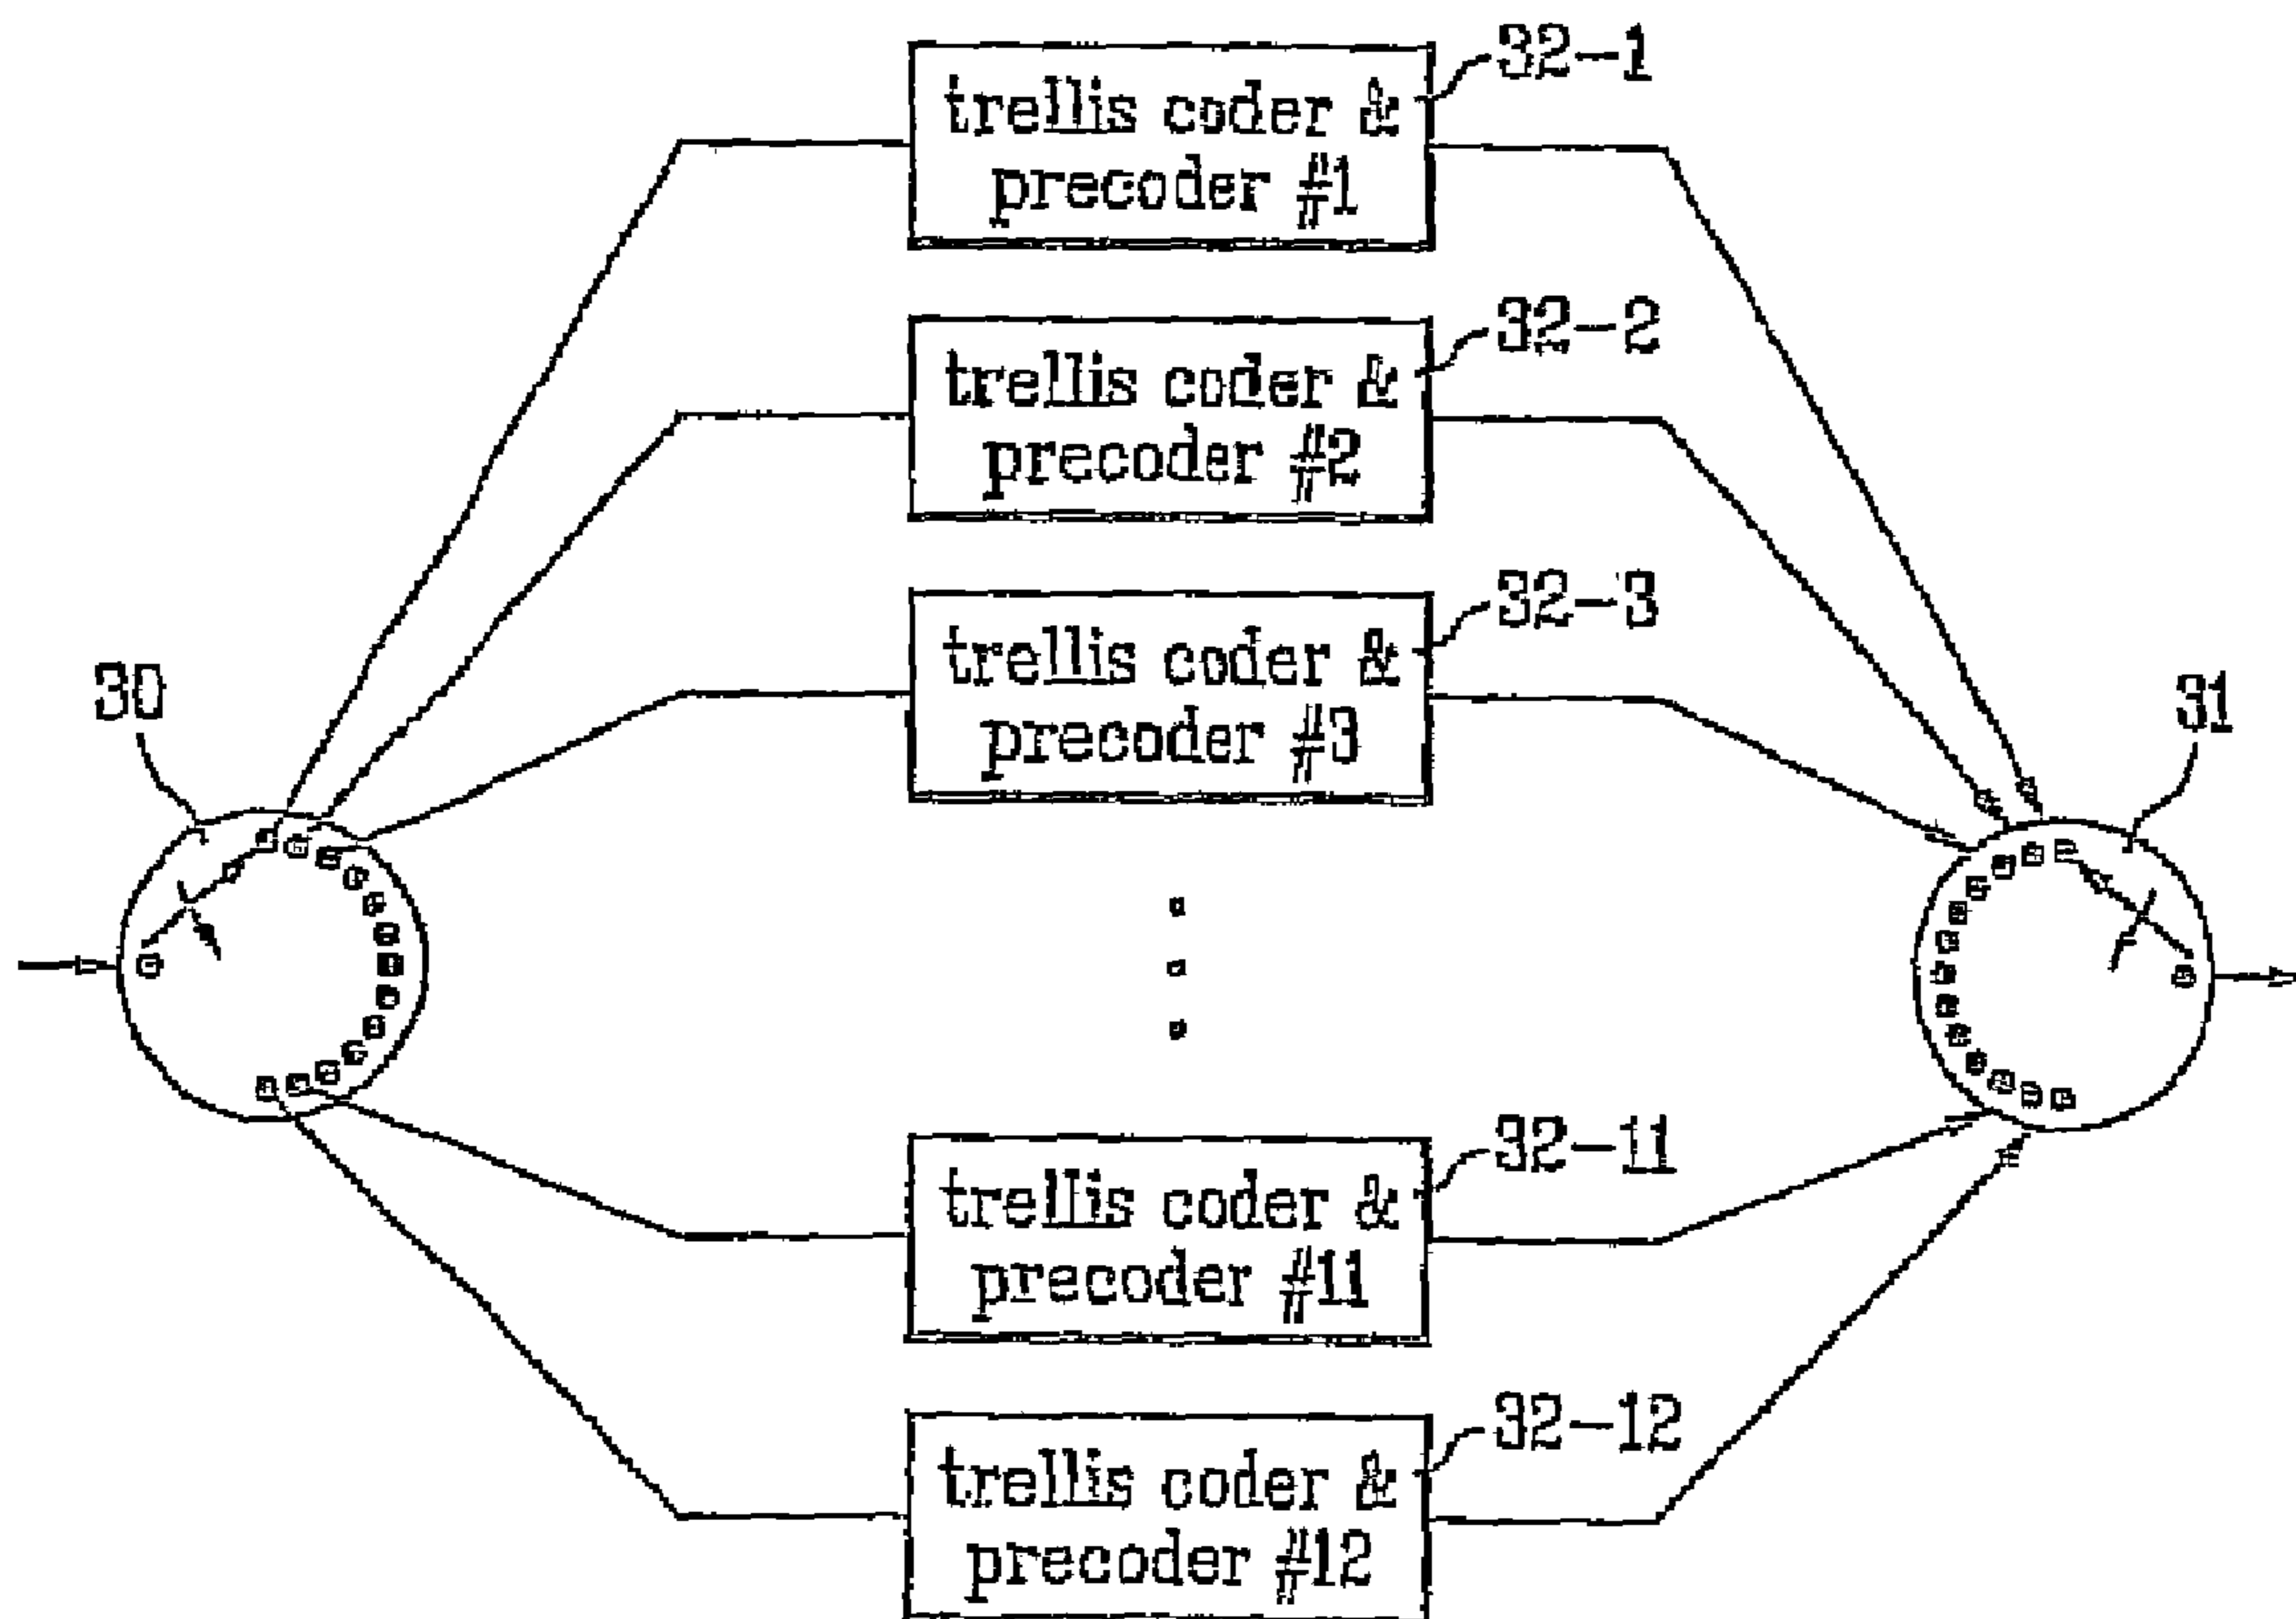 32-1
trellis coder &
precoder #1
32-2
trellis coder &
precoder #2
32-3
trellis coder &
precoder #3
30
31
32-11
trellis coder &
precoder #11
32-12
trellis coder &
precoder #12